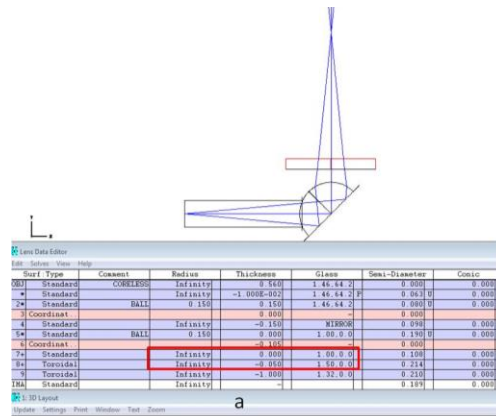 Y
Lens Data Editor
Edit Solves View Help
Surf:Type Comment Radius Thickness Glass Semi-Diameter Conic
OBJ Standard CORELESS Infinity 0.560 1.46,64.2 0.000 0.000
* Standard Infinity -1.000E-002 1.46,64.2 P 0.063 U 0.000
2* Standard BALL 0.150 0.150 1.46,64.2 0.080 U 0.000
3 Coordinat.. 0.000 - 0.000
4 Standard Infinity -0.150 MIRROR 0.098 0.000
5* Standard BALL 0.150 0.000 1.00,0.0 0.190 U 0.000
6 Coordinat.. -0.105 - 0.000
7* Standard Infinity 0.000 1.00,0.0 0.108 0.000
8* Toroidal Infinity -0.050 1.50,0.0 0.214 0.000
9 Toroidal Infinity -1.000 1.32,0.0 0.210 0.000
IMA Standard Infinity - 0.189 0.000
1: 3D Layout
Update Settings Print Window Text Zoom
a